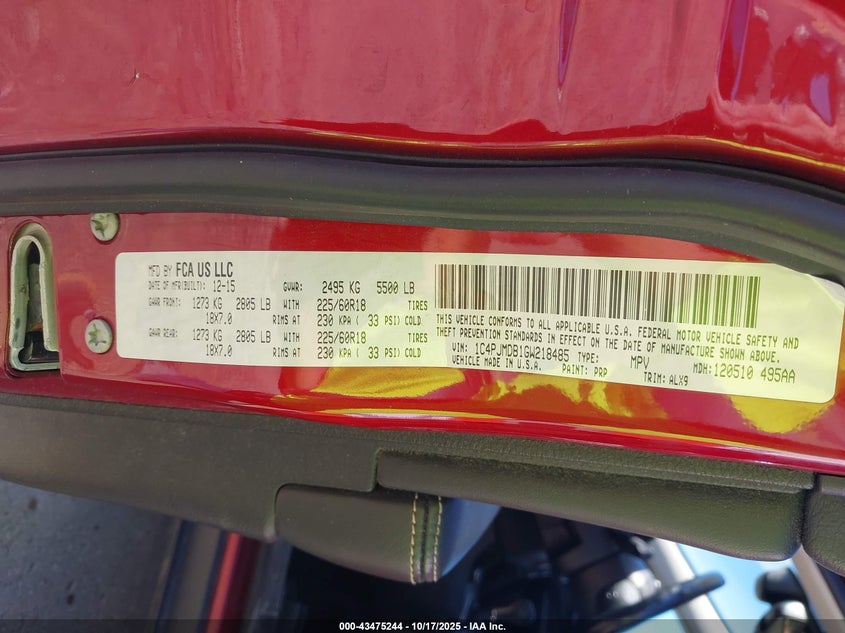 MFD BY FCA US LLC
DATE OF MFR(BUILT): 12-15 GVWR: 2495 KG 5500 LB
GAWR FRONT: 1273 KG 2805 LB WITH 225/60R18 TIRES
18X7.0 RIMS AT 230 KPA ( 33 PSI) COLD
GAWR REAR: 1273 KG 2805 LB WITH 225/60R18 TIRES
18X7.0 RIMS AT 230 KPA ( 33 PSI) COLD
THIS VEHICLE CONFORMS TO ALL APPLICABLE U.S.A. FEDERAL MOTOR VEHICLE SAFETY AND
THEFT PREVENTION STANDARDS IN EFFECT ON THE DATE OF MANUFACTURE SHOWN ABOVE.
VIN: 1C4PJMDB1GW218485 TYPE: MPV MDH: 120510 495AA
MADE IN U.S.A. PAINT: PRP TRIM: ALX9
000-43475244 - 10/17/2025 - IAA Inc.